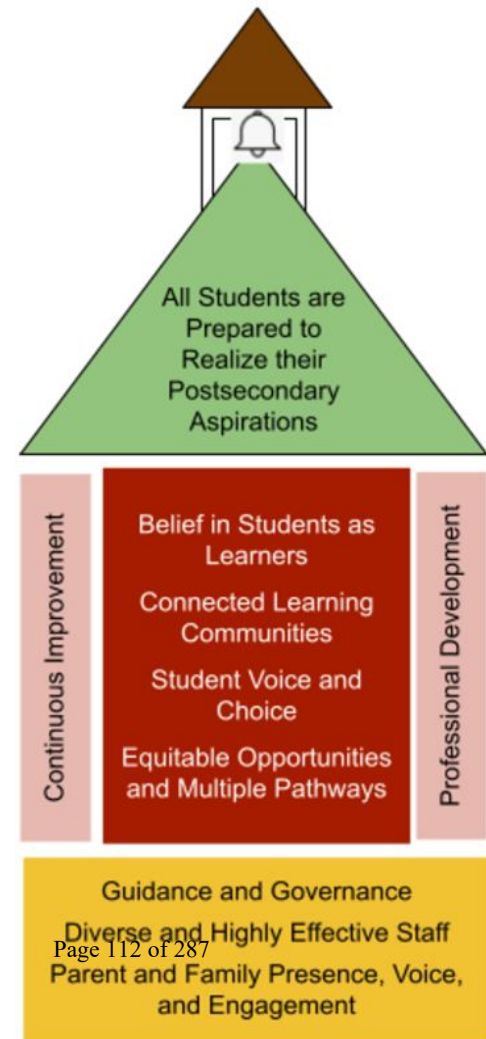 All Students are
Prepared to
Realize their
Postsecondary
Aspirations
Continuous Improvement
Belief in Students as
Learners
Connected Learning
Communities
Student Voice and
Choice
Equitable Opportunities
and Multiple Pathways
Professional Development
Guidance and Governance
Diverse and Highly Effective Staff
Page 112 of 287
Parent and Family Presence, Voice,
and Engagement